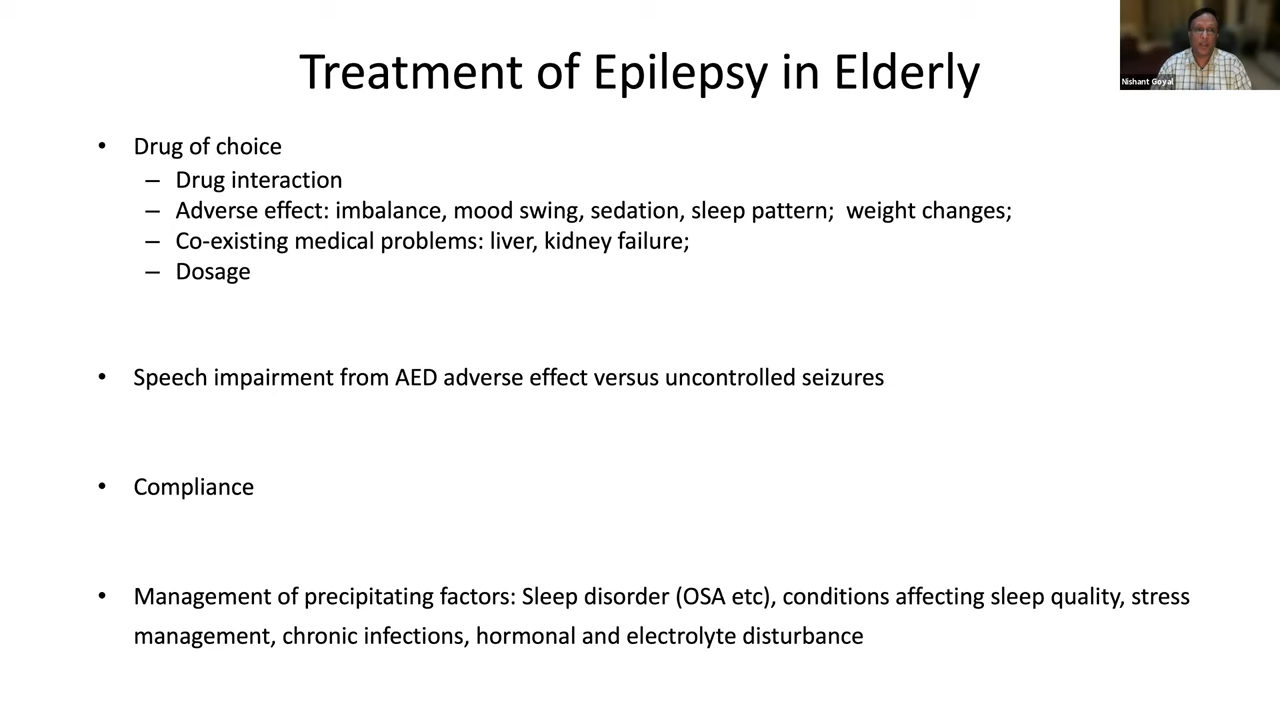 Treatment of Epilepsy in Elderly
Nishant Goyal
• Drug of choice
– Drug interaction
– Adverse effect: imbalance, mood swing, sedation, sleep pattern;  weight changes;
– Co-existing medical problems: liver, kidney failure;
– Dosage
• Speech impairment from AED adverse effect versus uncontrolled seizures
• Compliance
• Management of precipitating factors: Sleep disorder (OSA etc), conditions affecting sleep quality, stress
management, chronic infections, hormonal and electrolyte disturbance